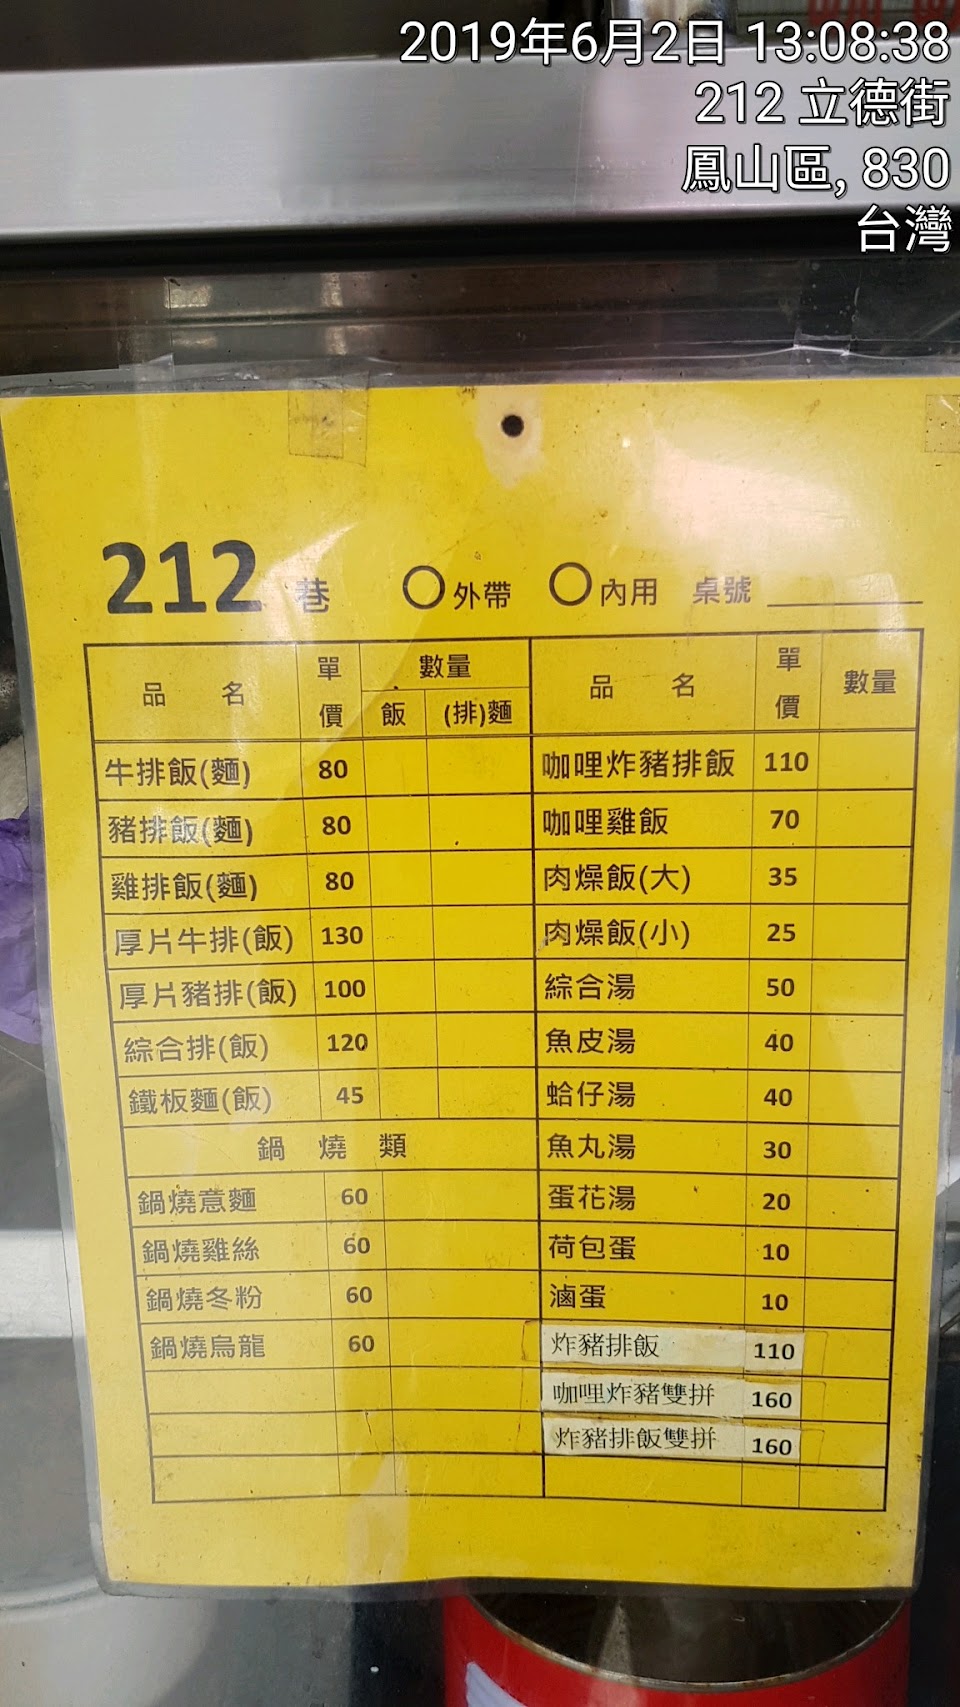 2019年6月2日 13:08:38
212 立德街
鳳山區, 830
台灣
212 巷 ○外帶 ○內用 桌號
品名 單價 數量 飯 (排)麵
牛排飯(麵) 80
豬排飯(麵) 80
雞排飯(麵) 80
厚片牛排(飯) 130
厚片豬排(飯) 100
綜合排(飯) 120
鐵板麵(飯) 45
鍋燒類
鍋燒意麵 60
鍋燒雞絲 60
鍋燒冬粉 60
鍋燒烏龍 60
品名 單價 數量
咖哩炸豬排飯 110
咖哩雞飯 70
肉燥飯(大) 35
肉燥飯(小) 25
綜合湯 50
魚皮湯 40
蛤仔湯 40
魚丸湯 30
蛋花湯 20
荷包蛋 10
滷蛋 10
炸豬排飯 110
咖哩炸豬雙拼 160
炸豬排飯雙拼 160